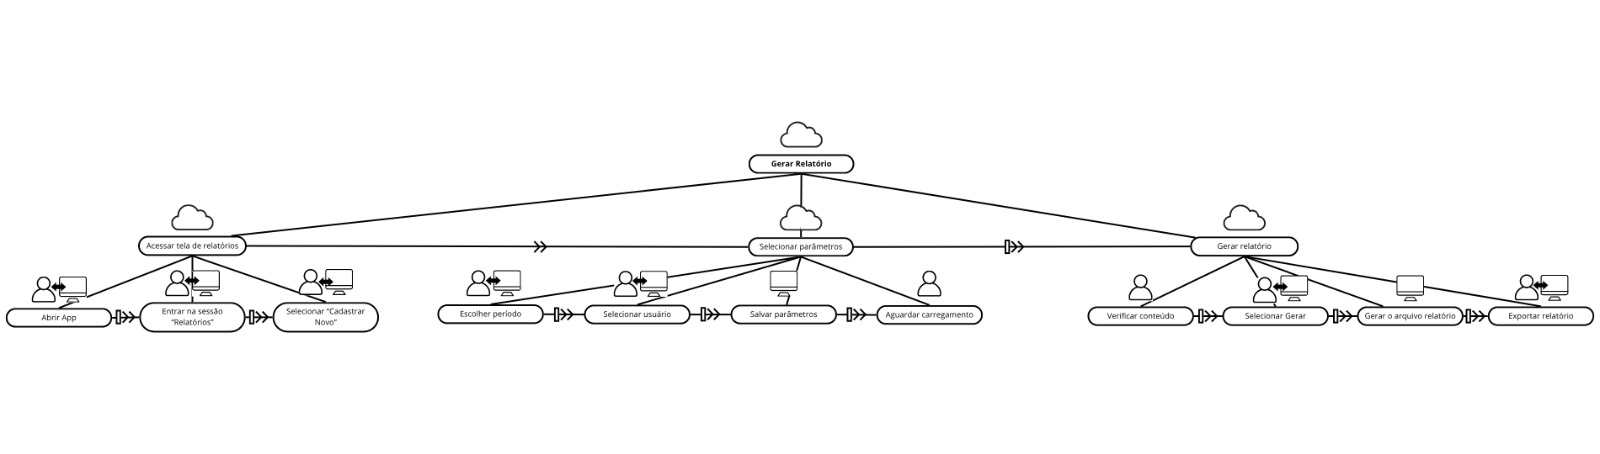 Gerar Relatório
Acessar tela de relatórios
Selecionar parâmetros
Gerar relatório
Abrir App
Entrar na sessão
"Relatórios"
Selecionar "Cadastrar
Novo"
Escolher período
Selecionar usuário
Salvar parâmetros
Aguardar carregamento
Verificar conteúdo
Selecionar Gerar
Gerar o arquivo relatório
Exportar relatório